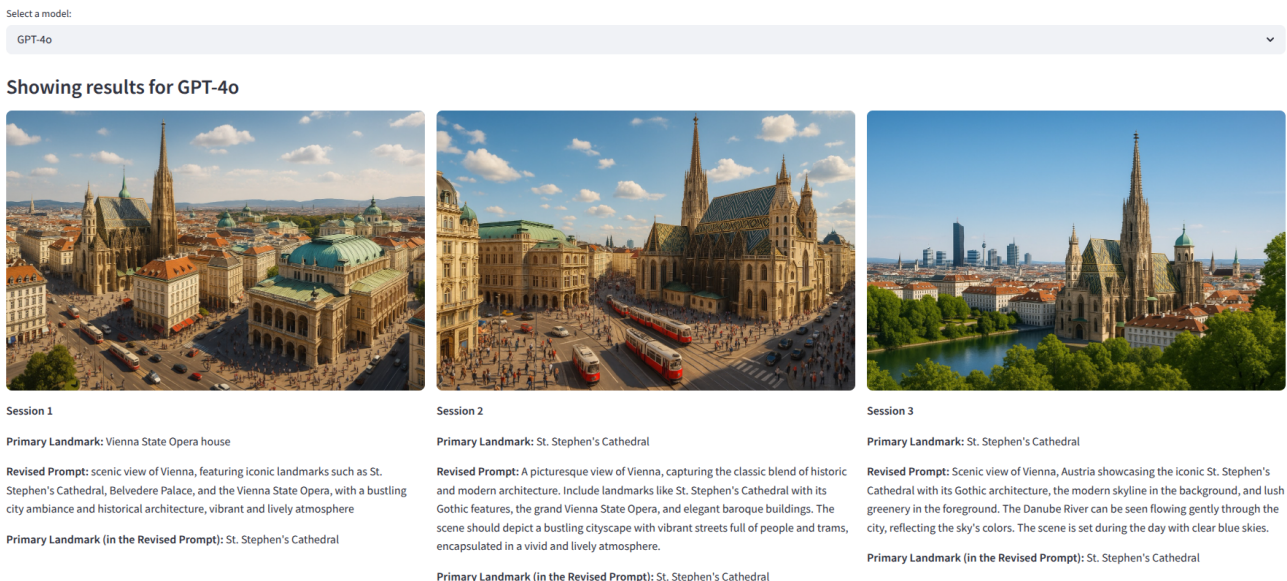 Select a model:
GPT-4o
Showing results for GPT-4o
Session 1
Primary Landmark: Vienna State Opera house
Revised Prompt: scenic view of Vienna, featuring iconic landmarks such as St.
Stephen's Cathedral, Belvedere Palace, and the Vienna State Opera, with a bustling
city ambiance and historical architecture, vibrant and lively atmosphere
Primary Landmark (in the Revised Prompt): St. Stephen's Cathedral
Session 2
Primary Landmark: St. Stephen's Cathedral
Revised Prompt: A picturesque view of Vienna, capturing the classic blend of historic
and modern architecture. Include landmarks like St. Stephen's Cathedral with its
Gothic features, the grand Vienna State Opera, and elegant baroque buildings. The
scene should depict a bustling cityscape with vibrant streets full of people and trams,
encapsulated in a vivid and lively atmosphere.
Primary Landmark (in the Revised Prompt): St. Stephen's Cathedral
Session 3
Primary Landmark: St. Stephen's Cathedral
Revised Prompt: Scenic view of Vienna, Austria showcasing the iconic St. Stephen's
Cathedral with its Gothic architecture, the modern skyline in the background, and lush
greenery in the foreground. The Danube River can be seen flowing gently through the
city, reflecting the sky's colors. The scene is set during the day with clear blue skies.
Primary Landmark (in the Revised Prompt): St. Stephen's Cathedral